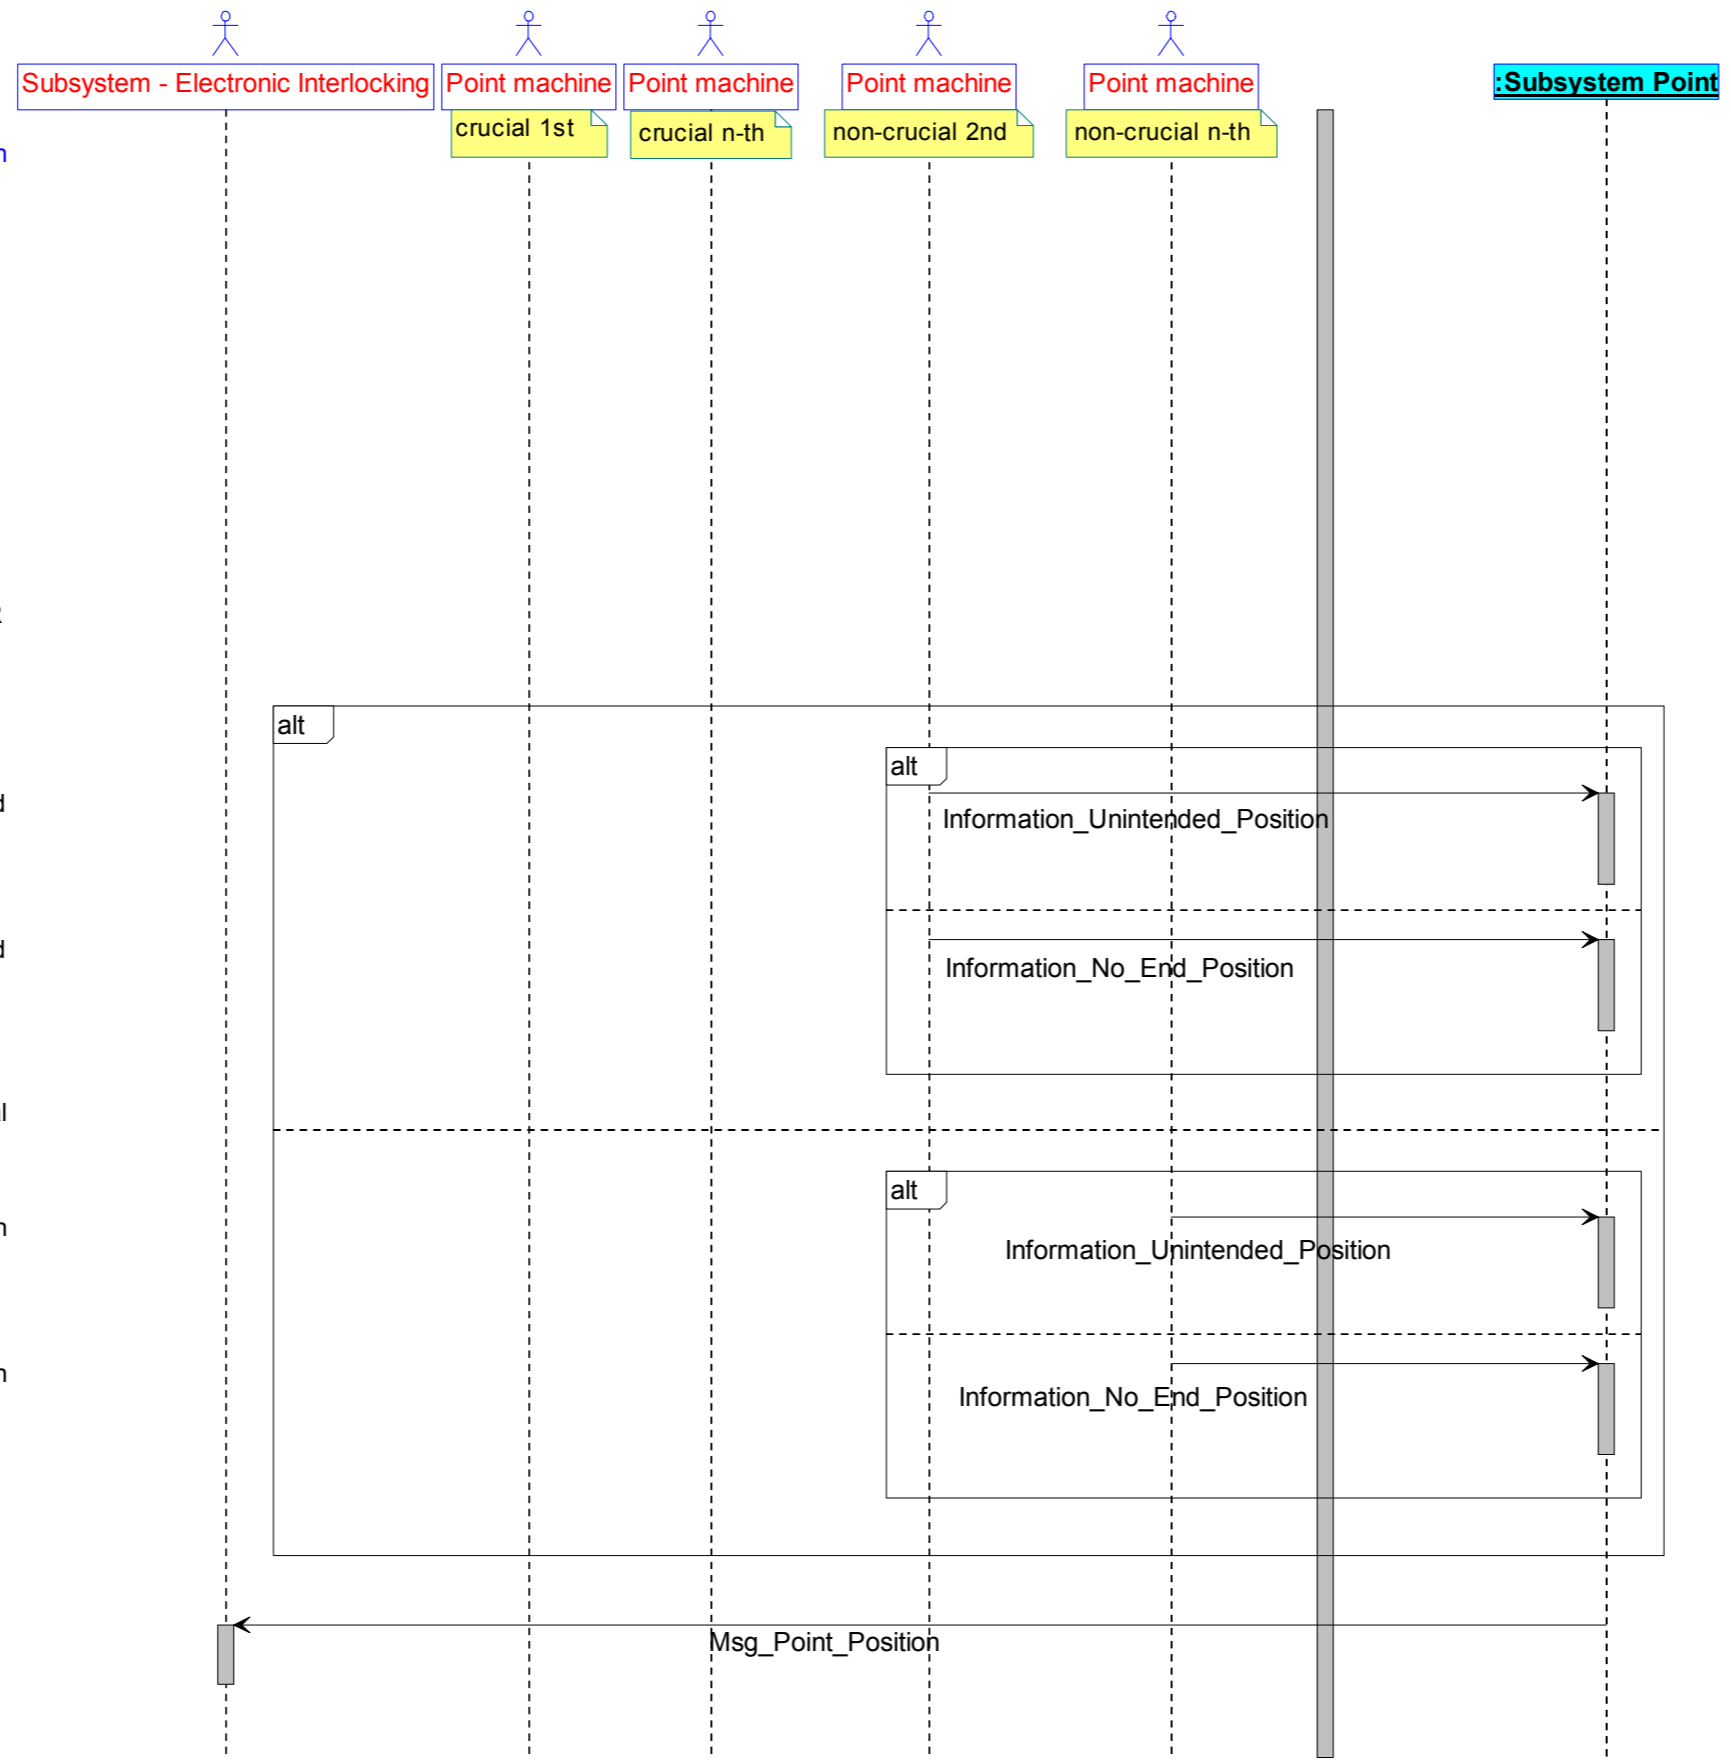 Subsystem - Electronic Interlocking
Point machine
Point machine
Point machine
Point machine
:Subsystem Point
crucial 1st
crucial n-th
non-crucial 2nd
non-crucial n-th
alt
alt
Information_Unintended_Position
Information_No_End_Position
alt
Information_Unintended_Position
Information_No_End_Position
Msg_Point_Position